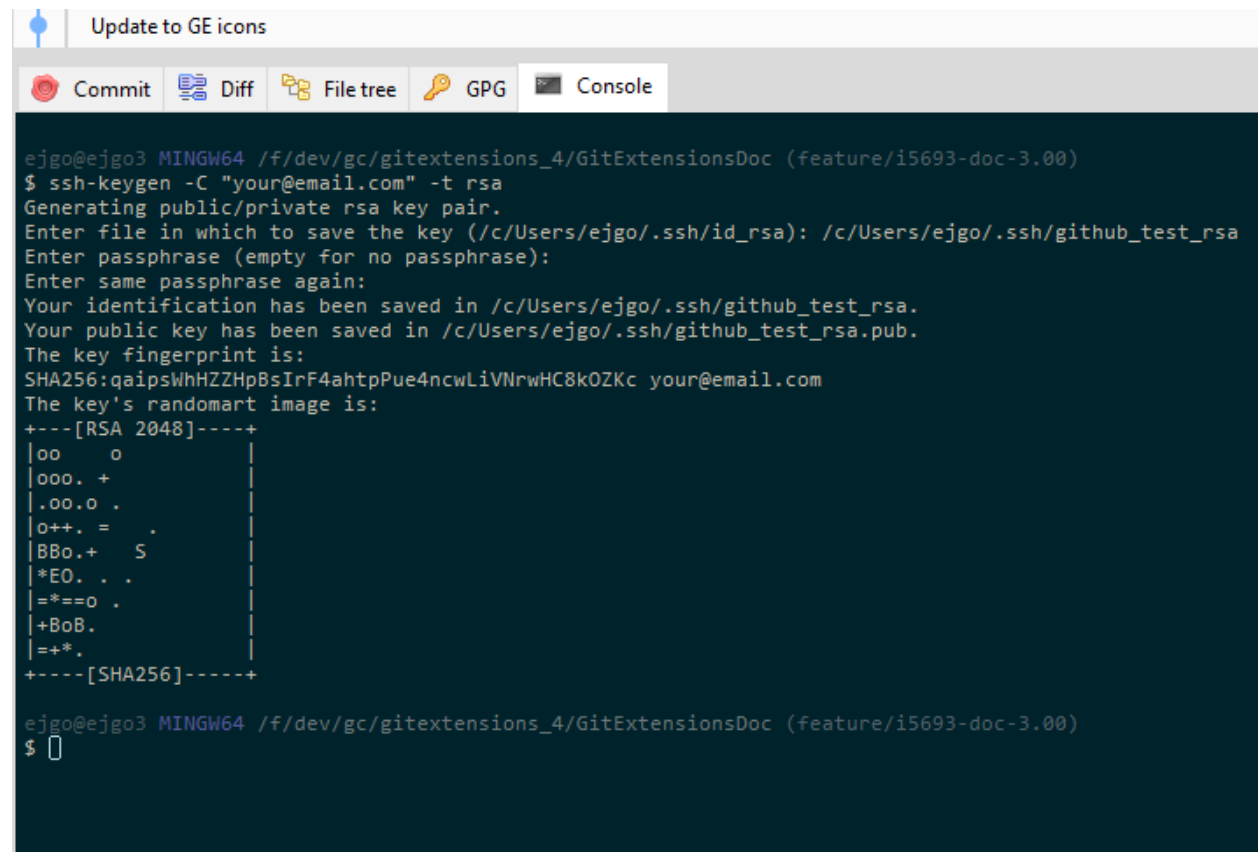 Update to GE icons
Commit Diff File tree GPG Console
ejgo@ejgo3 MINGW64 /f/dev/gc/gitextensions_4/GitExtensionsDoc (feature/i5693-doc-3.00)
$ ssh-keygen -C "your@email.com" -t rsa
Generating public/private rsa key pair.
Enter file in which to save the key (/c/Users/ejgo/.ssh/id_rsa): /c/Users/ejgo/.ssh/github_test_rsa
Enter passphrase (empty for no passphrase):
Enter same passphrase again:
Your identification has been saved in /c/Users/ejgo/.ssh/github_test_rsa.
Your public key has been saved in /c/Users/ejgo/.ssh/github_test_rsa.pub.
The key fingerprint is:
SHA256:qaipsWhHZZHpBsIrF4ahtpPue4ncwLiVNrwHC8kOZKc your@email.com
The key's randomart image is:
+---[RSA 2048]----+
|oo    o          |
|ooo. +           |
|.oo.o .          |
|o++. =   .       |
|BBo.+   S        |
|*EO. . .         |
|=*==o .          |
|+BoB.            |
|=+*.             |
+----[SHA256]-----+
ejgo@ejgo3 MINGW64 /f/dev/gc/gitextensions_4/GitExtensionsDoc (feature/i5693-doc-3.00)
$